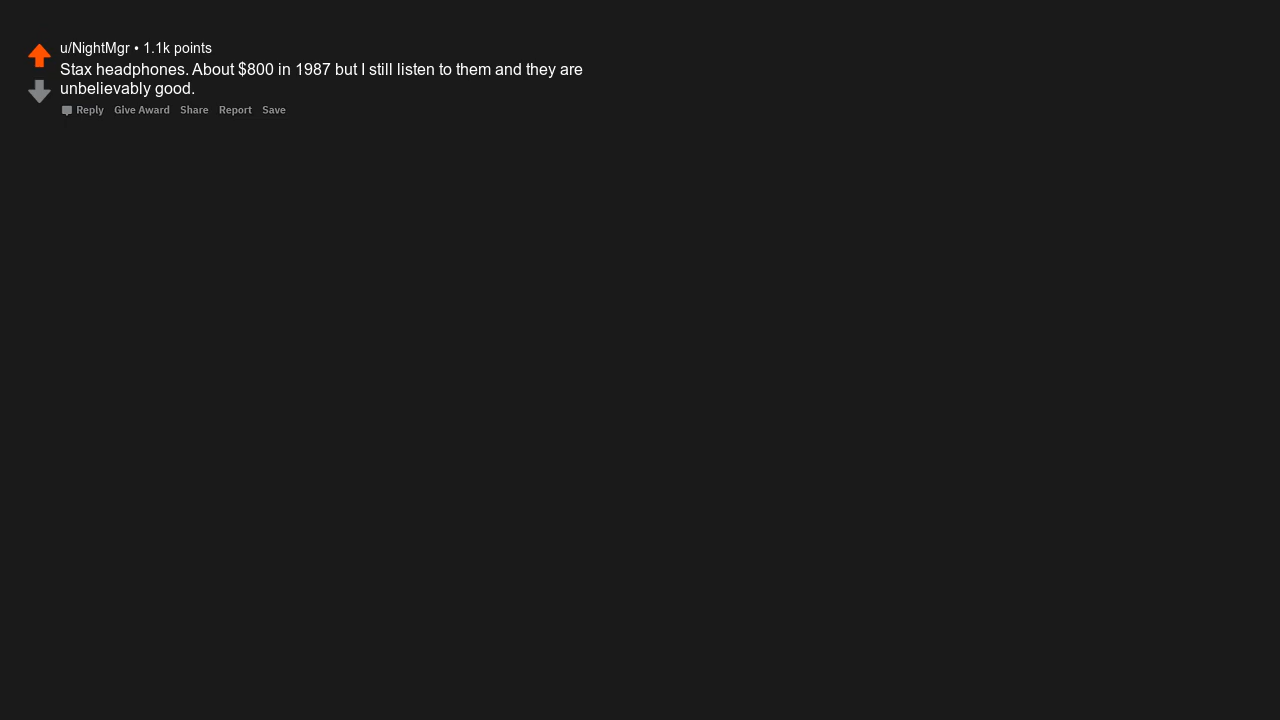 u/NightMgr • 1.1k points
Stax headphones. About $800 in 1987 but I still listen to them and they are
unbelievably good.
Reply Give Award Share Report Save